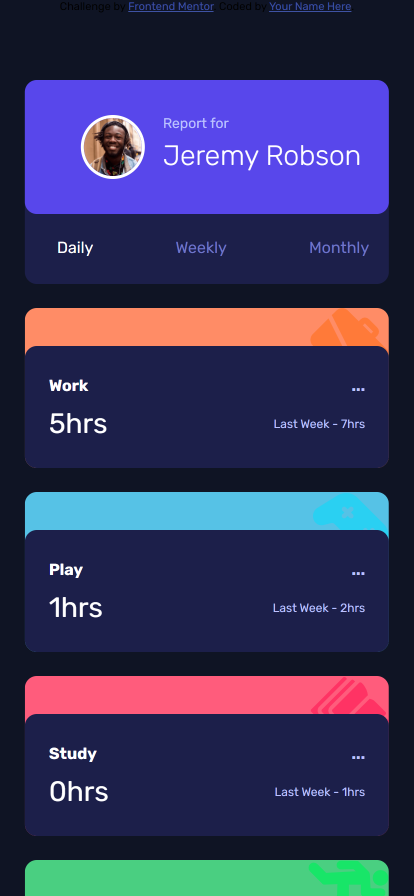 Challenge by Frontend Mentor. Coded by Your Name Here
Report for
Jeremy Robson
Daily Weekly Monthly
Work ...
5hrs Last Week - 7hrs
Play ...
1hrs Last Week - 2hrs
Study ...
0hrs Last Week - 1hrs